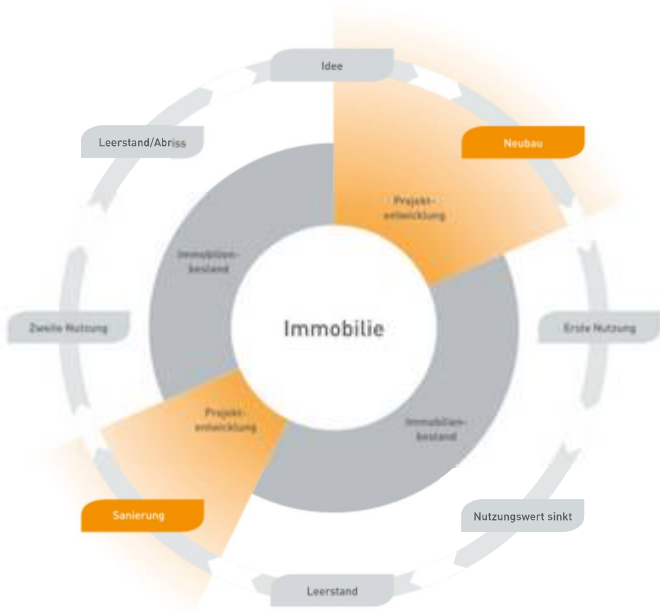 Idee
Neubau
Leerstand/Abriss
Projekt-
entwicklung
Immobilien-
bestand
Immobilie
Zweite Nutzung
Erste Nutzung
Projekt-
entwicklung
Immobilien-
bestand
Sanierung
Nutzungswert sinkt
Leerstand